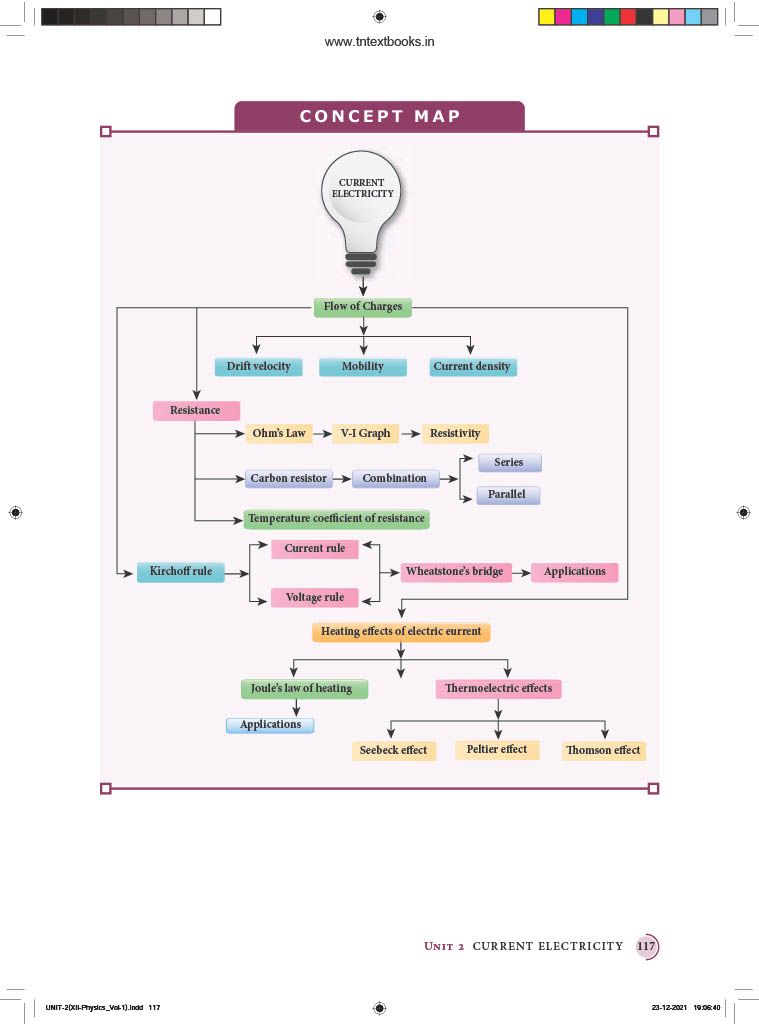 www.tntextbooks.in
CONCEPT MAP
CURRENT
ELECTRICITY
Flow of Charges
Drift velocity
Mobility
Current density
Resistance
Ohm's Law
V-I Graph
Resistivity
Series
Carbon resistor
Combination
Parallel
Temperature coefficient of resistance
Current rule
Kirchoff rule
Wheatstone's bridge
Applications
Voltage rule
Heating effects of electric eurrent
Joule's law of heating
Thermoelectric effects
Applications
Seebeck effect
Peltier effect
Thomson effect
UNIT 2 CURRENT ELECTRICITY 117
UNIT-2(XII-Physics_Vol-1).indd 117
23-12-2021 19:06:40